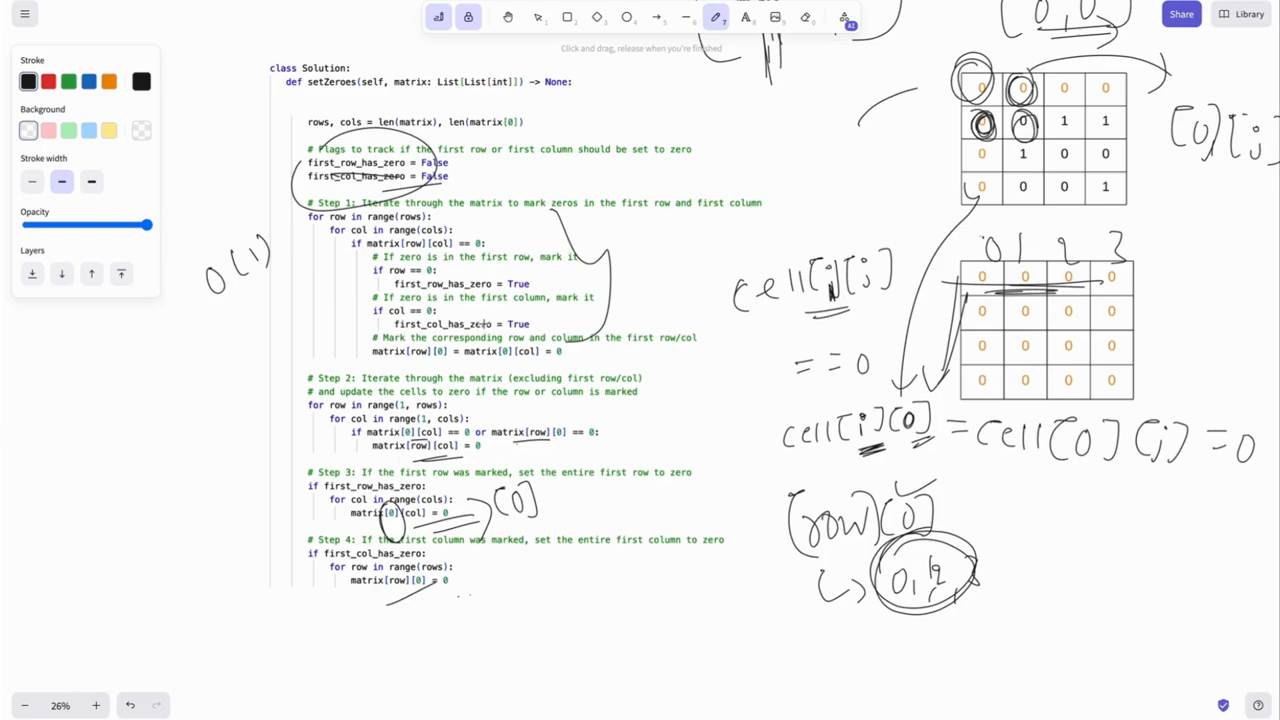 Share
Library
Click and drag, release when you're finished
Stroke
Background
Stroke width
Opacity
Layers
26%
class Solution:
def setZeroes(self, matrix: List[List[int]]) -> None:
rows, cols = len(matrix), len(matrix[0])
# Flags to track if the first row or first column should be set to zero
first_row_has_zero = False
first_col_has_zero = False
# Step 1: Iterate through the matrix to mark zeros in the first row and first column
for row in range(rows):
for col in range(cols):
if matrix[row][col] == 0:
# If zero is in the first row, mark it
if row == 0:
first_row_has_zero = True
# If zero is in the first column, mark it
if col == 0:
first_col_has_zero = True
# Mark the corresponding row and column in the first row/col
matrix[row][0] = matrix[0][col] = 0
# Step 2: Iterate through the matrix (excluding first row/col)
# and update the cells to zero if the row or column is marked
for row in range(1, rows):
for col in range(1, cols):
if matrix[0][col] == 0 or matrix[row][0] == 0:
matrix[row][col] = 0
# Step 3: If the first row was marked, set the entire first row to zero
if first_row_has_zero:
for col in range(cols):
matrix[0][col] = 0
# Step 4: If the first column was marked, set the entire first column to zero
if first_col_has_zero:
for row in range(rows):
matrix[row][0] = 0
O(1)
[0]
(0,0)
0 0 0 0
0 0 1 1
0 1 0 0
0 0 0 1
[0][j]
0 1 2 3
0 0 0 0
0 0 0 0
0 0 0 0
0 0 0 0
cell[i][j]
== 0
cell[i][0] = cell[0][j] = 0
[row][0]